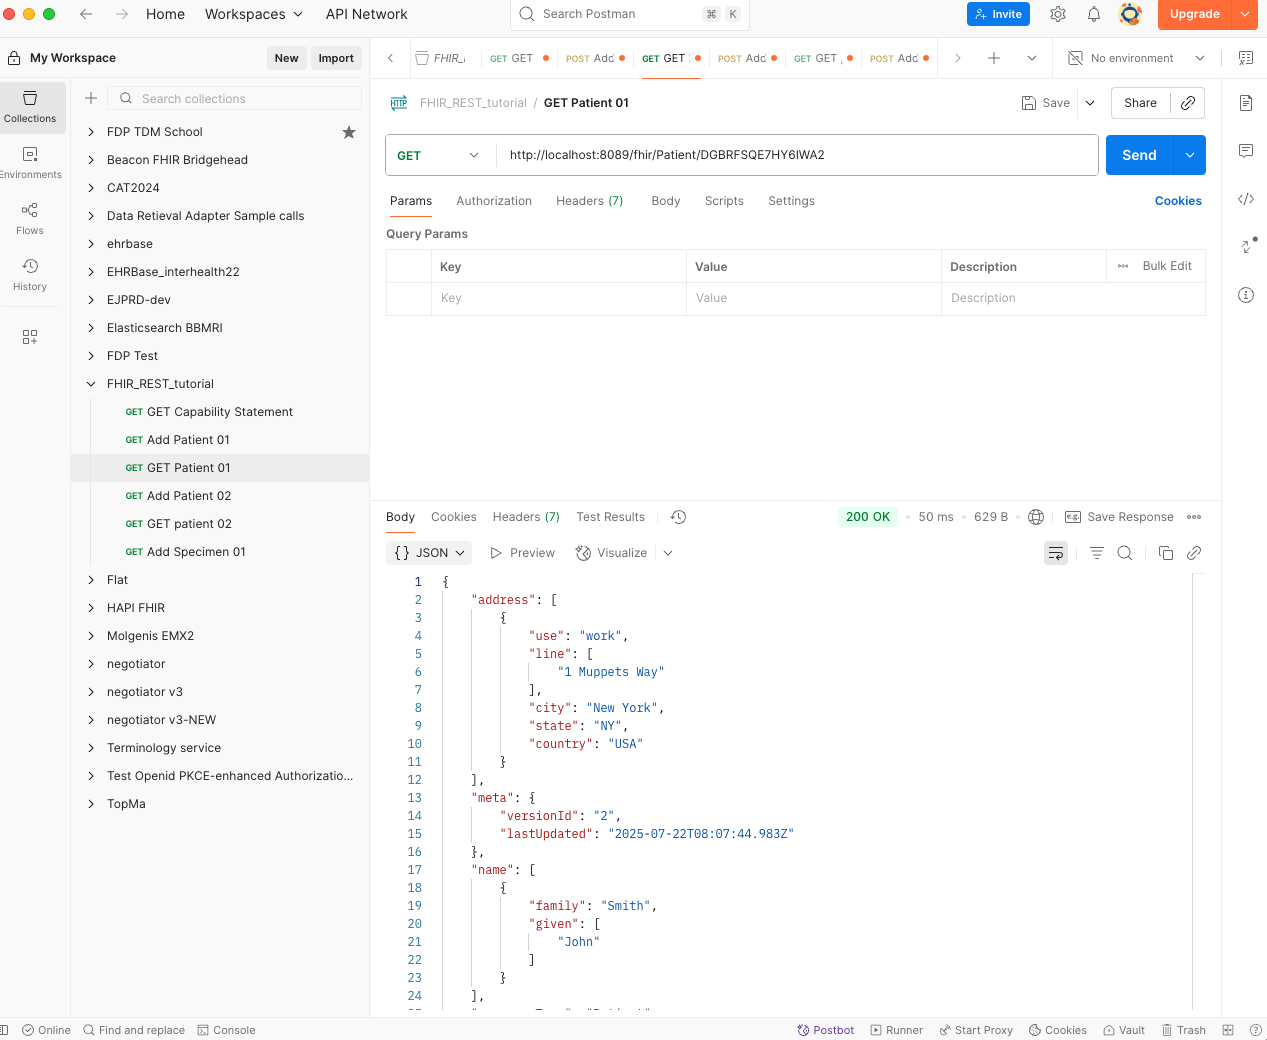 Home Workspaces API Network Search Postman ⌘ K Invite Upgrade
My Workspace New Import
FHIR_ GET GET POST Add GET GET POST Add GET GET POST Add No environment
Collections
Environments
Flows
History
Search collections
FDP TDM School
Beacon FHIR Bridgehead
CAT2024
Data Retieval Adapter Sample calls
ehrbase
EHRBase_interhealth22
EJPRD-dev
Elasticsearch BBMRI
FDP Test
FHIR_REST_tutorial
GET GET Capability Statement
GET Add Patient 01
GET GET Patient 01
GET Add Patient 02
GET GET patient 02
GET Add Specimen 01
Flat
HAPI FHIR
Molgenis EMX2
negotiator
negotiator v3
negotiator v3-NEW
Terminology service
Test Openid PKCE-enhanced Authorizatio...
TopMa
HTTP FHIR_REST_tutorial / GET Patient 01 Save Share
GET http://localhost:8089/fhir/Patient/DGBRFSQE7HY6IWA2 Send
Params Authorization Headers (7) Body Scripts Settings Cookies
Query Params
Key Value Description Bulk Edit
Key Value Description
Body Cookies Headers (7) Test Results 200 OK • 50 ms • 629 B • Save Response
{} JSON Preview Visualize
1 {
2 "address": [
3 {
4 "use": "work",
5 "line": [
6 "1 Muppets Way"
7 ],
8 "city": "New York",
9 "state": "NY",
10 "country": "USA"
11 }
12 ],
13 "meta": {
14 "versionId": "2",
15 "lastUpdated": "2025-07-22T08:07:44.983Z"
16 },
17 "name": [
18 {
19 "family": "Smith",
20 "given": [
21 "John"
22 ]
23 }
24 ],
Online Find and replace Console Postbot Runner Start Proxy Cookies Vault Trash